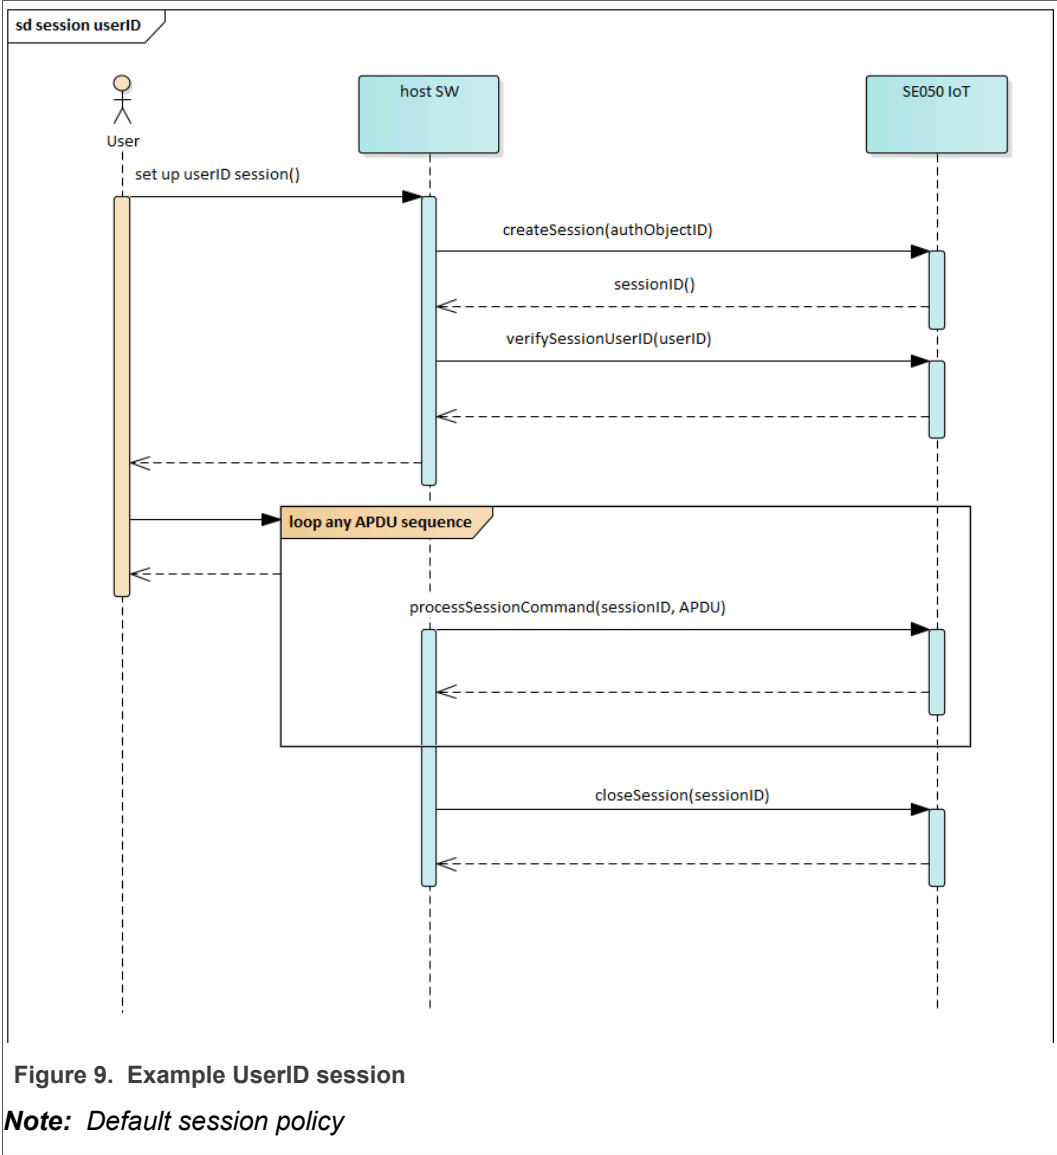 sd session userID
host SW
SE050 IoT
User
set up userID session()
createSession(authObjectID)
sessionID()
verifySessionUserID(userID)
loop any APDU sequence
processSessionCommand(sessionID, APDU)
closeSession(sessionID)
Figure 9. Example UserID session
Note: Default session policy